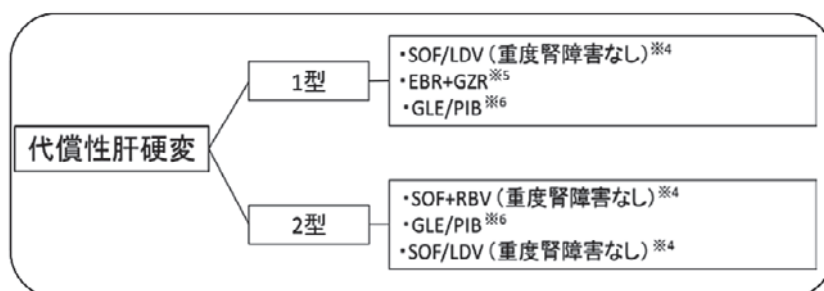 代償性肝硬変
1型
・SOF/LDV（重度腎障害なし）※4
・EBR+GZR※5
・GLE/PIB※6
2型
・SOF+RBV（重度腎障害なし）※4
・GLE/PIB※6
・SOF/LDV（重度腎障害なし）※4